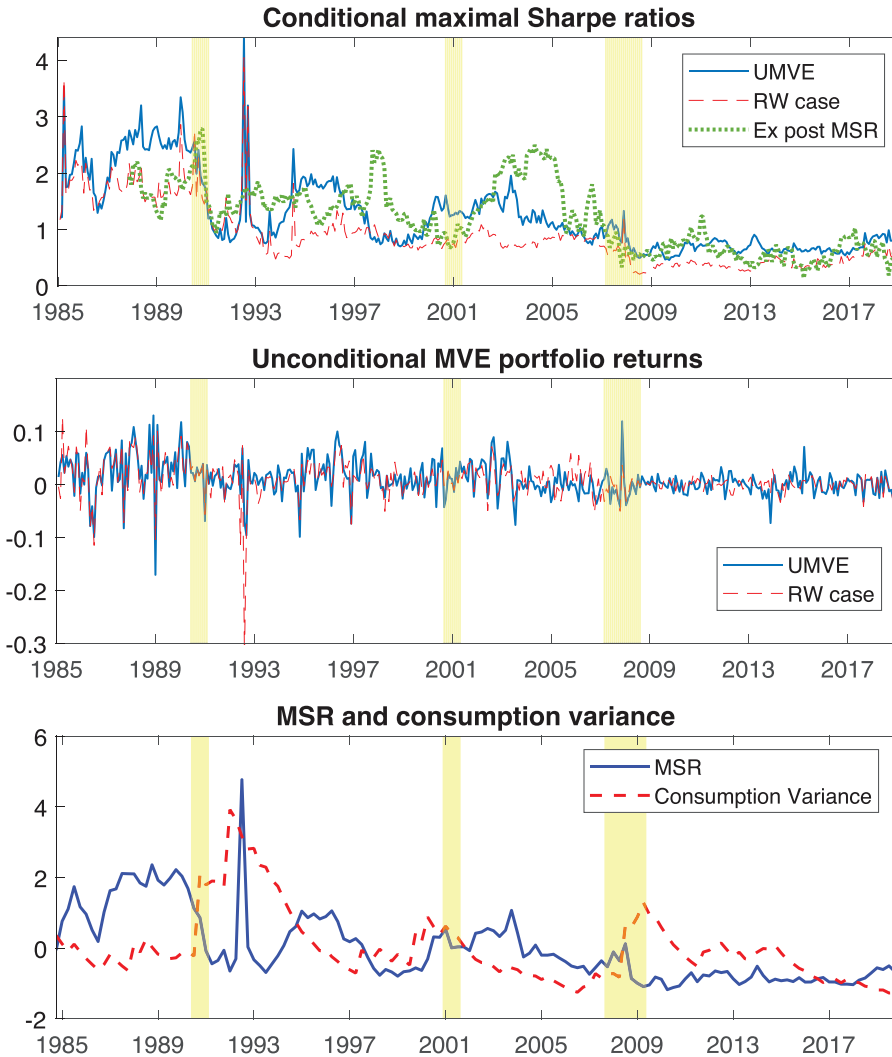 Conditional maximal Sharpe ratios
4
3
2
1
0
UMVE
RW case
Ex post MSR
1985 1989 1993 1997 2001 2005 2009 2013 2017
Unconditional MVE portfolio returns
0.1
0
-0.1
-0.2
-0.3
UMVE
RW case
1985 1989 1993 1997 2001 2005 2009 2013 2017
MSR and consumption variance
6
4
2
0
-2
MSR
Consumption Variance
1985 1989 1993 1997 2001 2005 2009 2013 2017